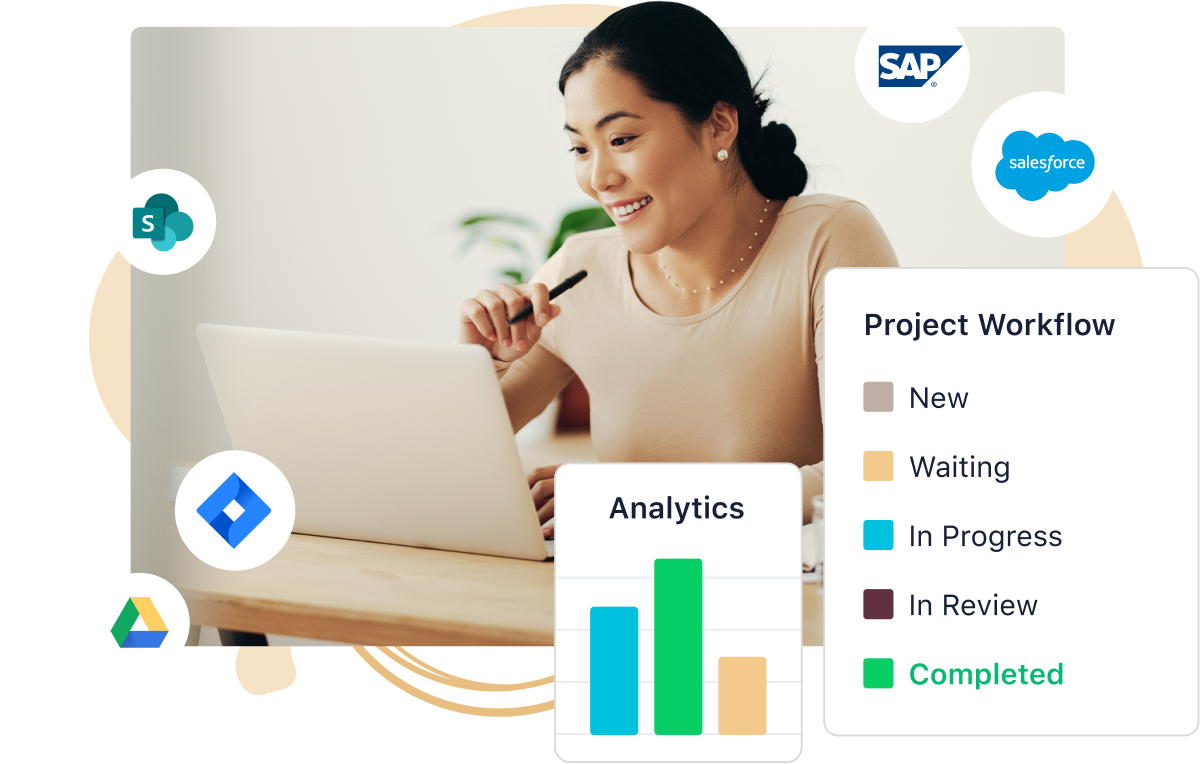 SAP
®
salesforce
S
Project Workflow
New
Waiting
In Progress
In Review
Completed
Analytics